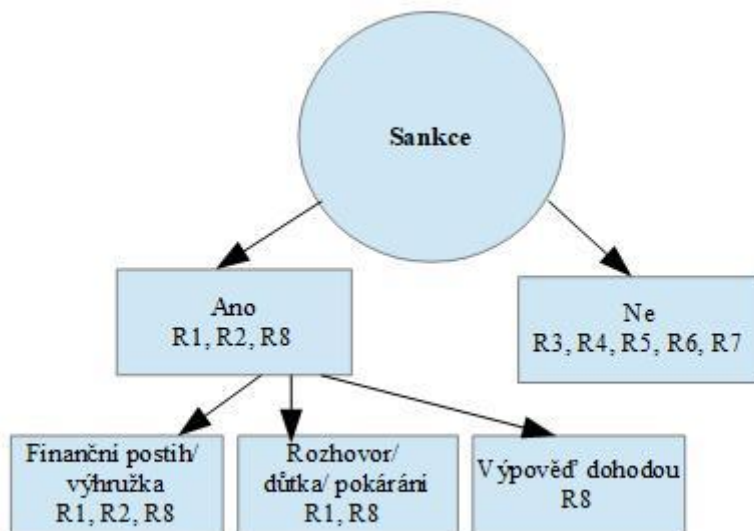 Sankce
Ano
R1, R2, R8
Ne
R3, R4, R5, R6, R7
Finanční postih/
výhružka
R1, R2, R8
Rozhovor/
důtka/ pokárání
R1, R8
Výpověď dohodou
R8